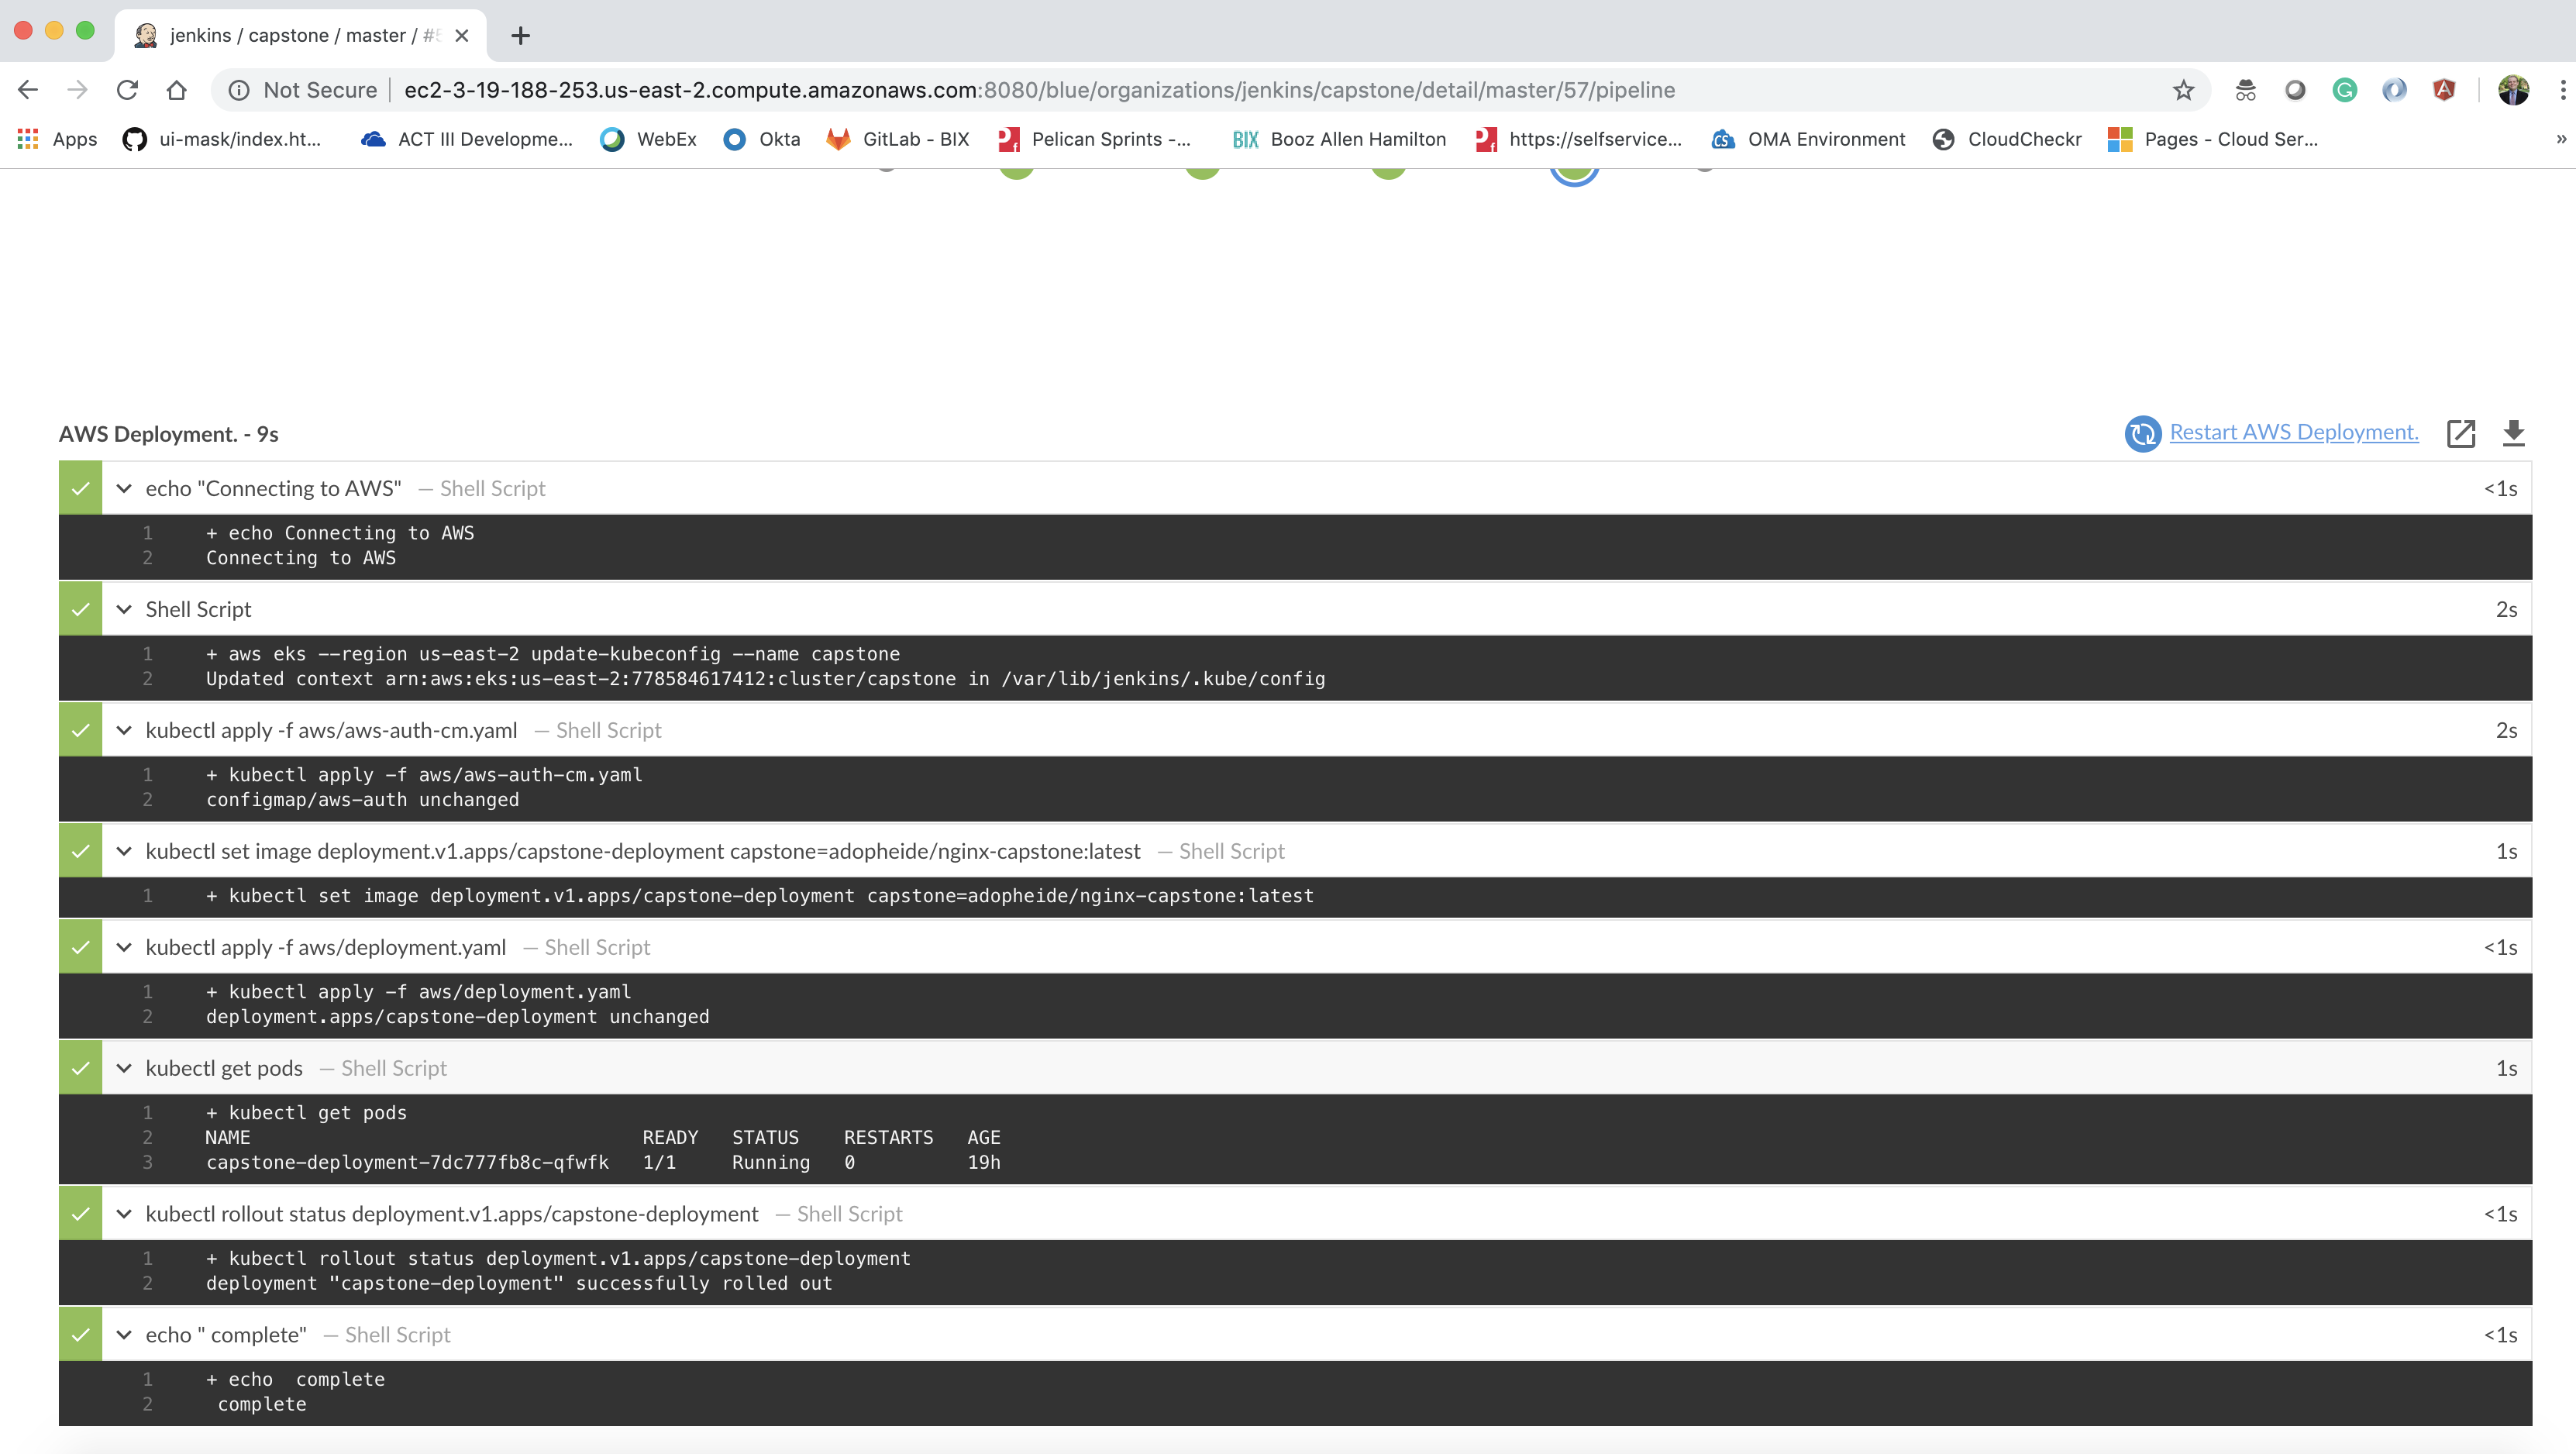 jenkins / capstone / master / #5
Not Secure | ec2-3-19-188-253.us-east-2.compute.amazonaws.com:8080/blue/organizations/jenkins/capstone/detail/master/57/pipeline
Apps ui-mask/index.ht... ACT III Developme... WebEx Okta GitLab - BIX Pelican Sprints -... BIX Booz Allen Hamilton https://selfservice... OMA Environment CloudCheckr Pages - Cloud Ser... »
AWS Deployment. - 9s Restart AWS Deployment.
echo "Connecting to AWS" — Shell Script <1s
1 + echo Connecting to AWS
2 Connecting to AWS
Shell Script 2s
1 + aws eks --region us-east-2 update-kubeconfig --name capstone
2 Updated context arn:aws:eks:us-east-2:778584617412:cluster/capstone in /var/lib/jenkins/.kube/config
kubectl apply -f aws/aws-auth-cm.yaml — Shell Script 2s
1 + kubectl apply -f aws/aws-auth-cm.yaml
2 configmap/aws-auth unchanged
kubectl set image deployment.v1.apps/capstone-deployment capstone=adopheide/nginx-capstone:latest — Shell Script 1s
1 + kubectl set image deployment.v1.apps/capstone-deployment capstone=adopheide/nginx-capstone:latest
kubectl apply -f aws/deployment.yaml — Shell Script <1s
1 + kubectl apply -f aws/deployment.yaml
2 deployment.apps/capstone-deployment unchanged
kubectl get pods — Shell Script 1s
1 + kubectl get pods
2 NAME READY STATUS RESTARTS AGE
3 capstone-deployment-7dc777fb8c-qfwfk 1/1 Running 0 19h
kubectl rollout status deployment.v1.apps/capstone-deployment — Shell Script <1s
1 + kubectl rollout status deployment.v1.apps/capstone-deployment
2 deployment "capstone-deployment" successfully rolled out
echo " complete" — Shell Script <1s
1 + echo  complete
2  complete